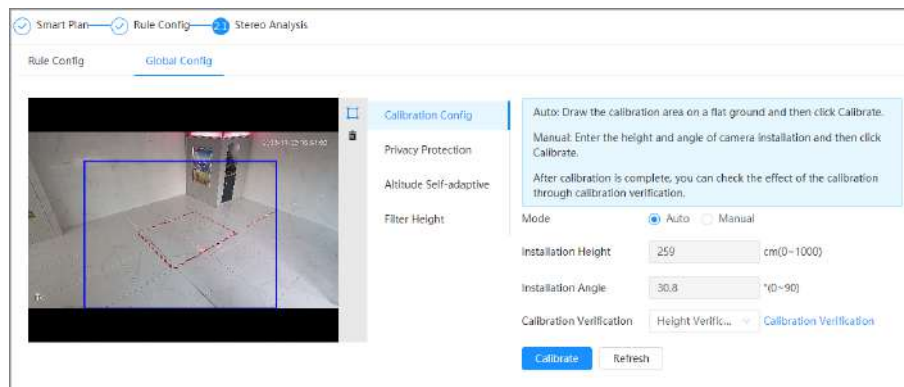 Smart Plan Rule Config 2.1 Stereo Analysis
Rule Config Global Config
Calibration Config
Privacy Protection
Altitude Self-adaptive
Filter Height
Auto: Draw the calibration area on a flat ground and then click Calibrate.
Manual: Enter the height and angle of camera installation and then click
Calibrate.
After calibration is complete, you can check the effect of the calibration
through calibration verification.
Mode Auto Manual
Installation Height 259 cm(0~1000)
Installation Angle 30.8 °(0~90)
Calibration Verification Height Verific... Calibration Verification
Calibrate Refresh